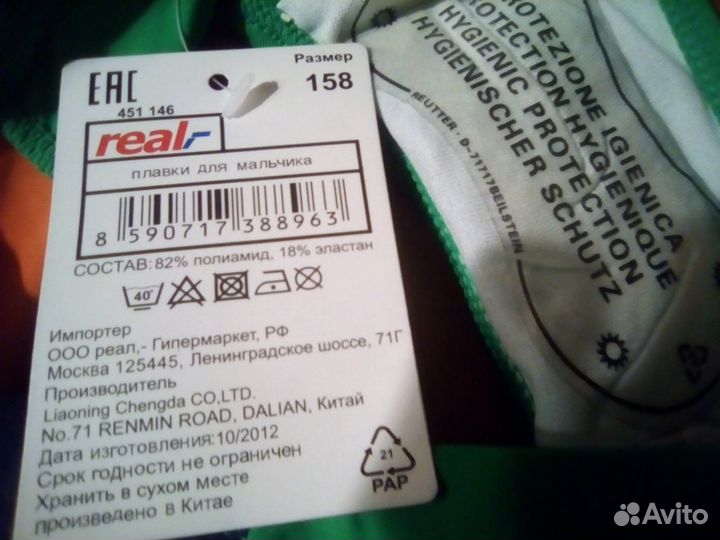 EAC
451 146
Размер
158
real,-
плавки для мальчика
8 590717 388963
СОСТАВ: 82% полиамид, 18% эластан
40
Импортер
ООО реал,- Гипермаркет, РФ
Москва 125445, Ленинградское шоссе, 71Г
Производитель
Liaoning Chengda CO,LTD.
No.71 RENMIN ROAD, DALIAN, Китай
Дата изготовления:10/2012
Срок годности не ограничен
Хранить в сухом месте
произведено в Китае
21
PAP
PROTEZIONE IGIENICA
PROTECTION HYGIENIQUE
HYGIENIC PROTECTION
HYGIENISCHER SCHUTZ
REUTTER - D-71717BEILSTEIN
Avito